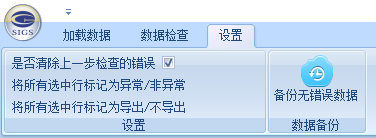 SIGS
加载数据 数据检查 设置
是否清除上一步检查的错误
将所有选中行标记为异常/非异常
将所有选中行标记为导出/不导出
设置
备份无错误数据
数据备份